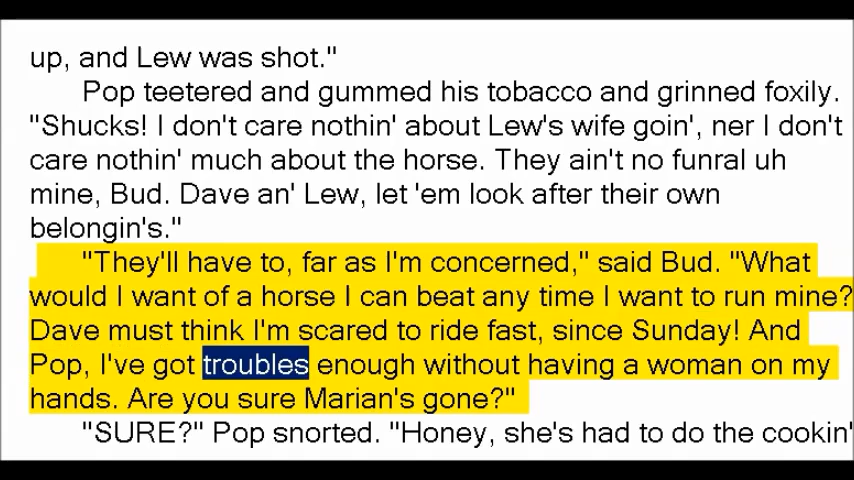 up, and Lew was shot."
Pop teetered and gummed his tobacco and grinned foxily.
"Shucks! I don't care nothin' about Lew's wife goin', ner I don't
care nothin' much about the horse. They ain't no funral uh
mine, Bud. Dave an' Lew, let 'em look after their own
belongin's."
"They'll have to, far as I'm concerned," said Bud. "What
would I want of a horse I can beat any time I want to run mine?
Dave must think I'm scared to ride fast, since Sunday! And
Pop, I've got troubles enough without having a woman on my
hands. Are you sure Marian's gone?"
"SURE?" Pop snorted. "Honey, she's had to do the cookin'